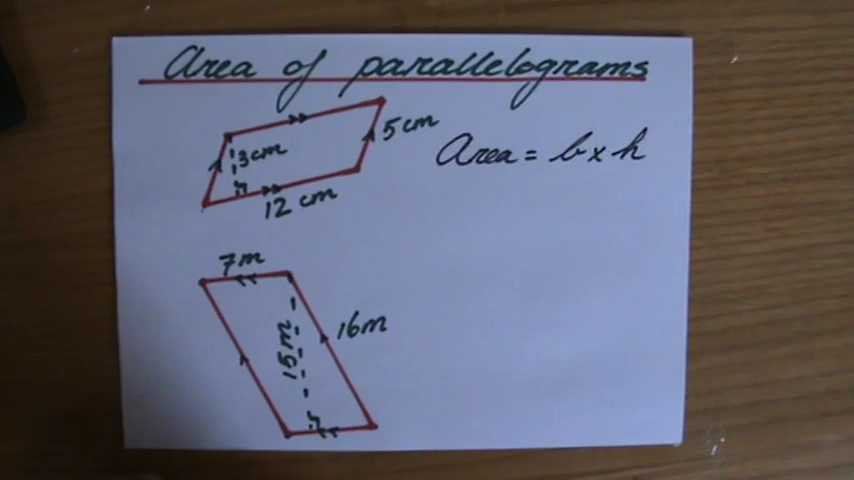 Area of parallelograms
5cm
3cm
Area = b x h
12 cm
7m
16m
15m